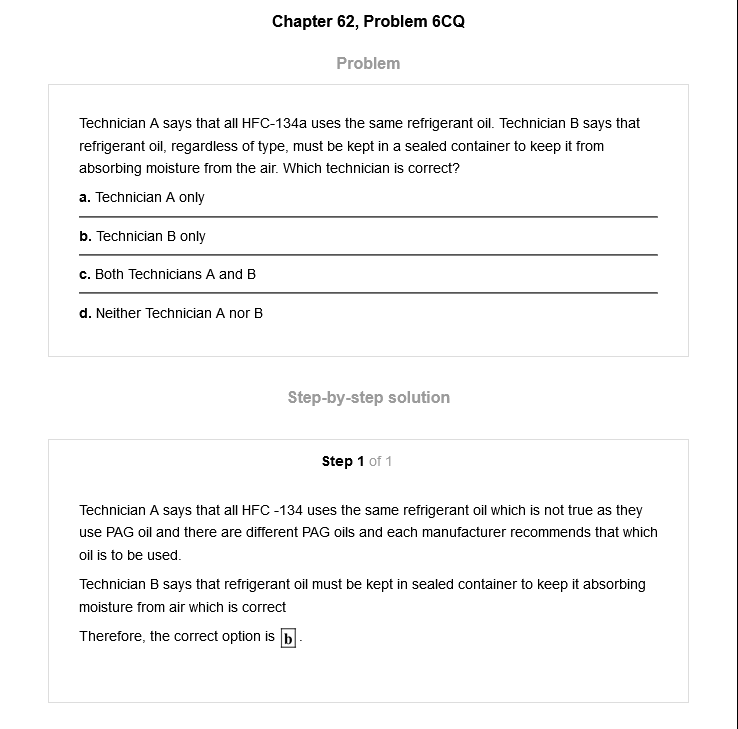 Chapter 62, Problem 6CQ
Problem
Technician A says that all HFC-134a uses the same refrigerant oil. Technician B says that
refrigerant oil, regardless of type, must be kept in a sealed container to keep it from
absorbing moisture from the air. Which technician is correct?
a. Technician A only
b. Technician B only
c. Both Technicians A and B
d. Neither Technician A nor B
Step-by-step solution
Step 1 of 1
Technician A says that all HFC -134 uses the same refrigerant oil which is not true as they
use PAG oil and there are different PAG oils and each manufacturer recommends that which
oil is to be used.
Technician B says that refrigerant oil must be kept in sealed container to keep it absorbing
moisture from air which is correct
Therefore, the correct option is b .